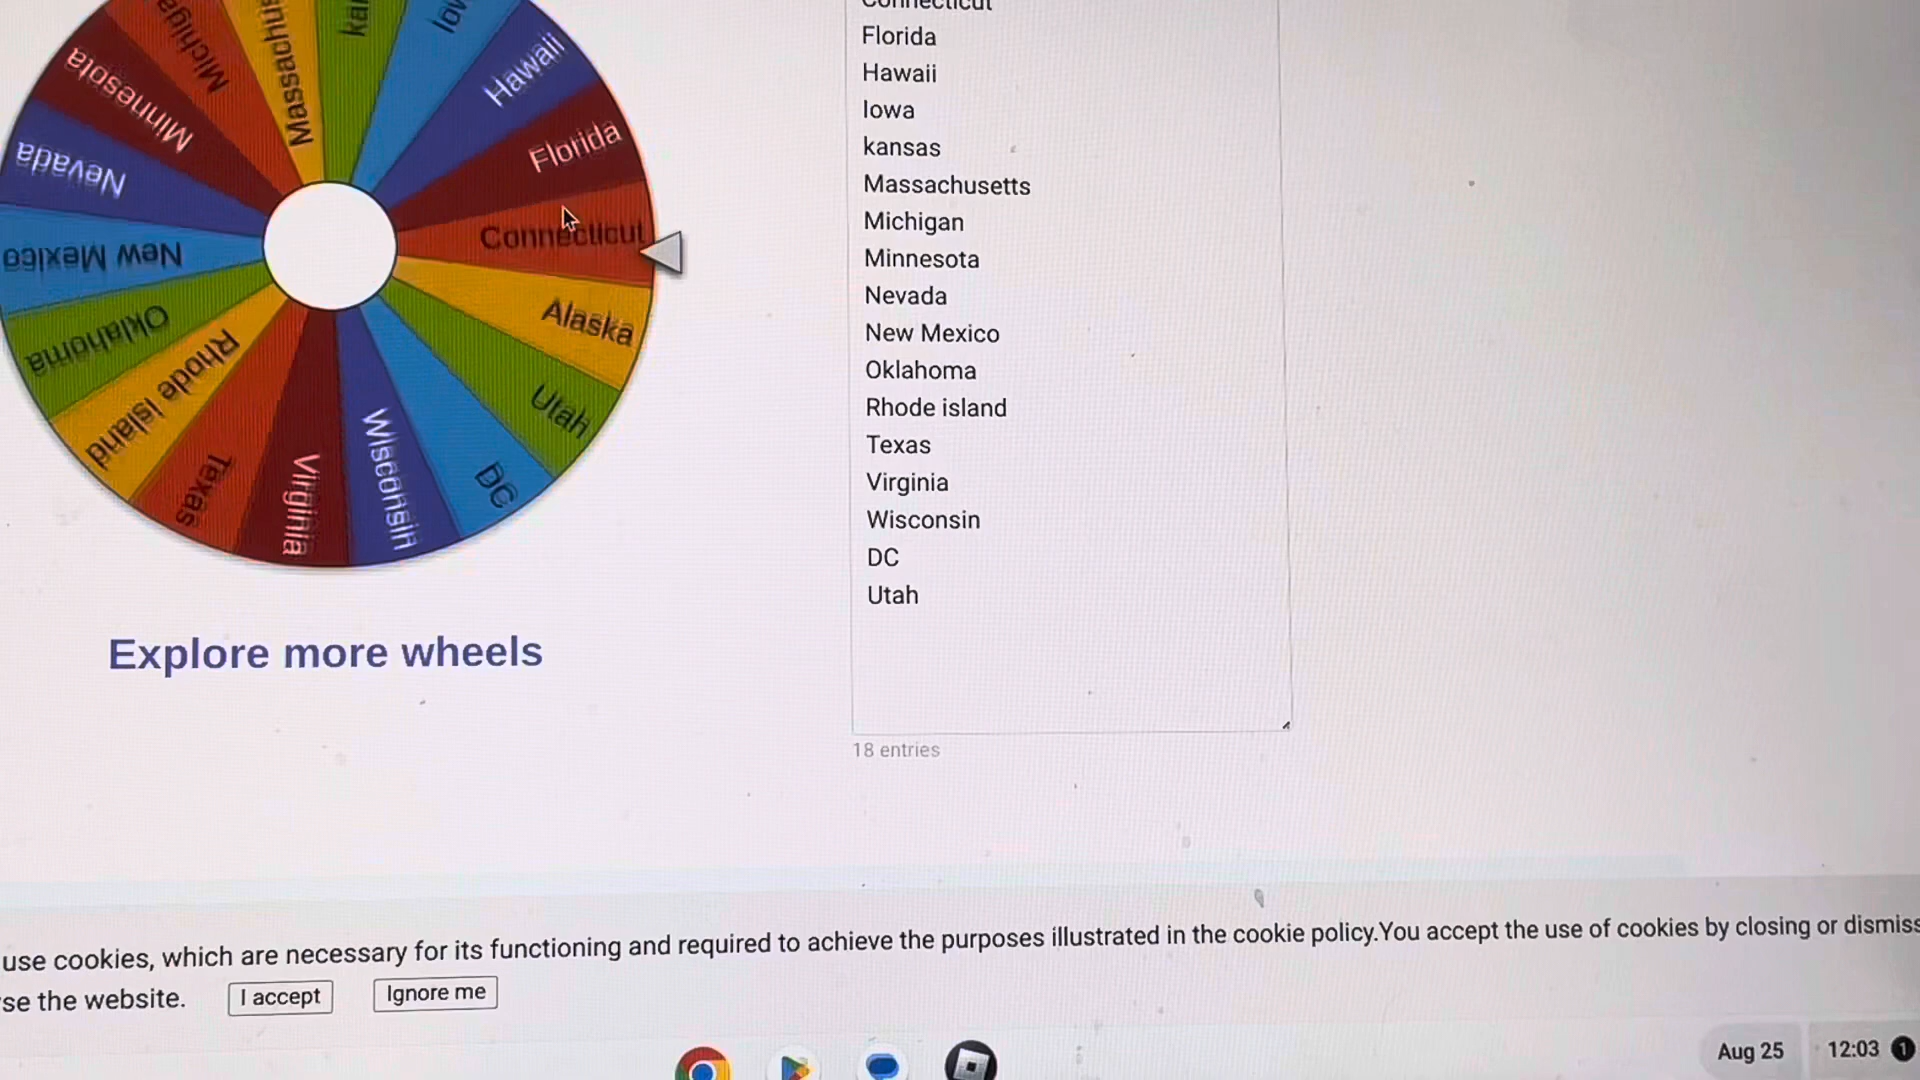 Hawaii
Florida
Connecticut
Alaska
Utah
DC
Wisconsin
Virginia
Texas
Rhode island
Oklahoma
New Mexico
Nevada
Minnesota
Connecticut
Florida
Hawaii
Iowa
kansas
Massachusetts
Michigan
Minnesota
Nevada
New Mexico
Oklahoma
Rhode island
Texas
Virginia
Wisconsin
DC
Utah
18 entries
Explore more wheels
use cookies, which are necessary for its functioning and required to achieve the purposes illustrated in the cookie policy.You accept the use of cookies by closing or dismiss
se the website.
I accept
Ignore me
Aug 25
12:03
1